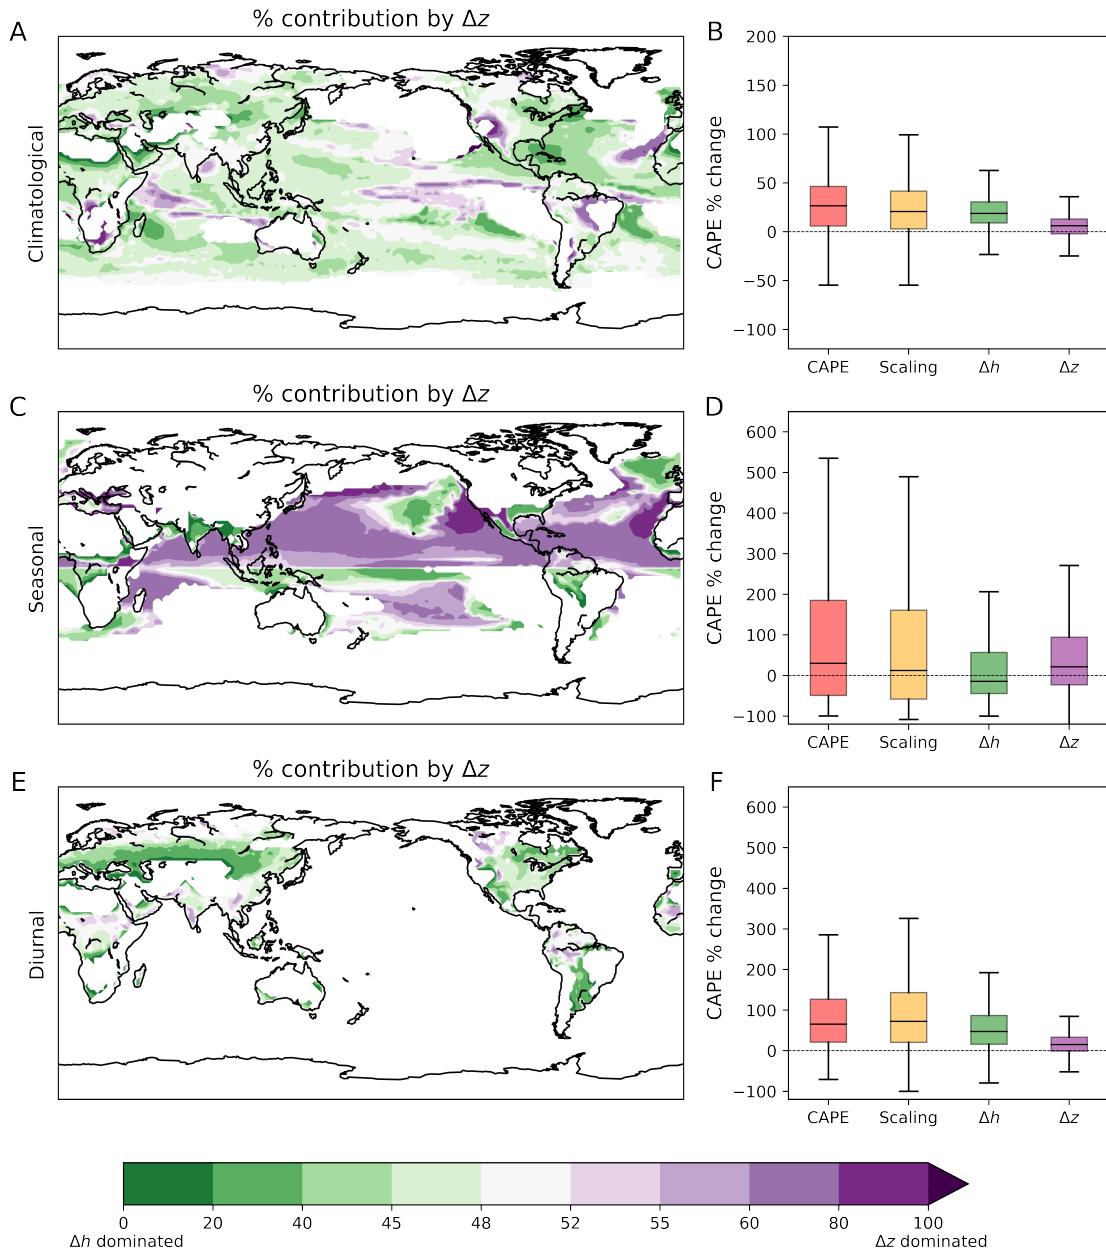 A
% contribution by Δz
Climatological
B
CAPE % change
200
150
100
50
0
−50
−100
CAPE
Scaling
Δh
Δz
C
% contribution by Δz
Seasonal
D
CAPE % change
600
500
400
300
200
100
0
−100
CAPE
Scaling
Δh
Δz
E
% contribution by Δz
Diurnal
F
CAPE % change
600
500
400
300
200
100
0
−100
CAPE
Scaling
Δh
Δz
0 20 40 45 48 52 55 60 80 100
Δh dominated
Δz dominated